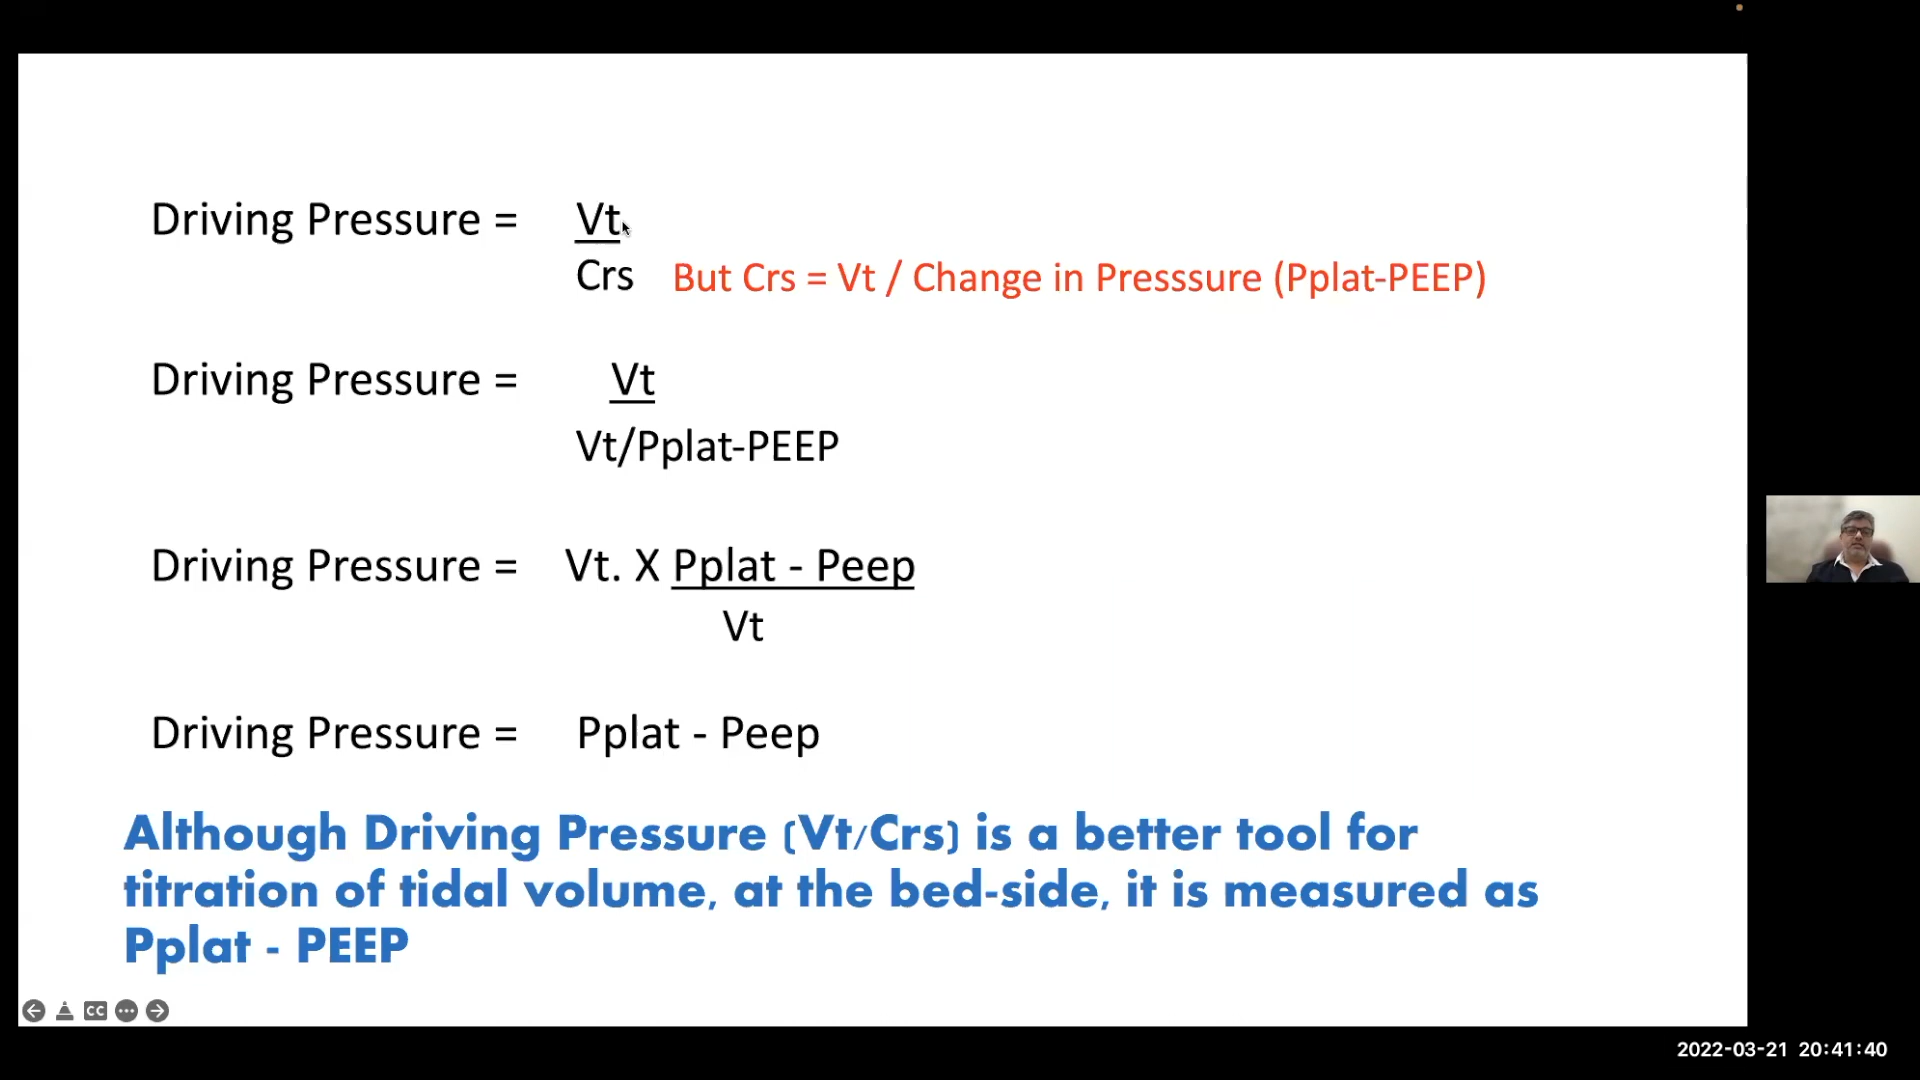 Driving Pressure = Vt
Crs But Crs = Vt / Change in Presssure (Pplat-PEEP)
Driving Pressure = Vt
Vt/Pplat-PEEP
Driving Pressure = Vt. X Pplat - Peep
Vt
Driving Pressure = Pplat - Peep
Although Driving Pressure (Vt/Crs) is a better tool for
titration of tidal volume, at the bed-side, it is measured as
Pplat - PEEP
CC
2022-03-21 20:41:40